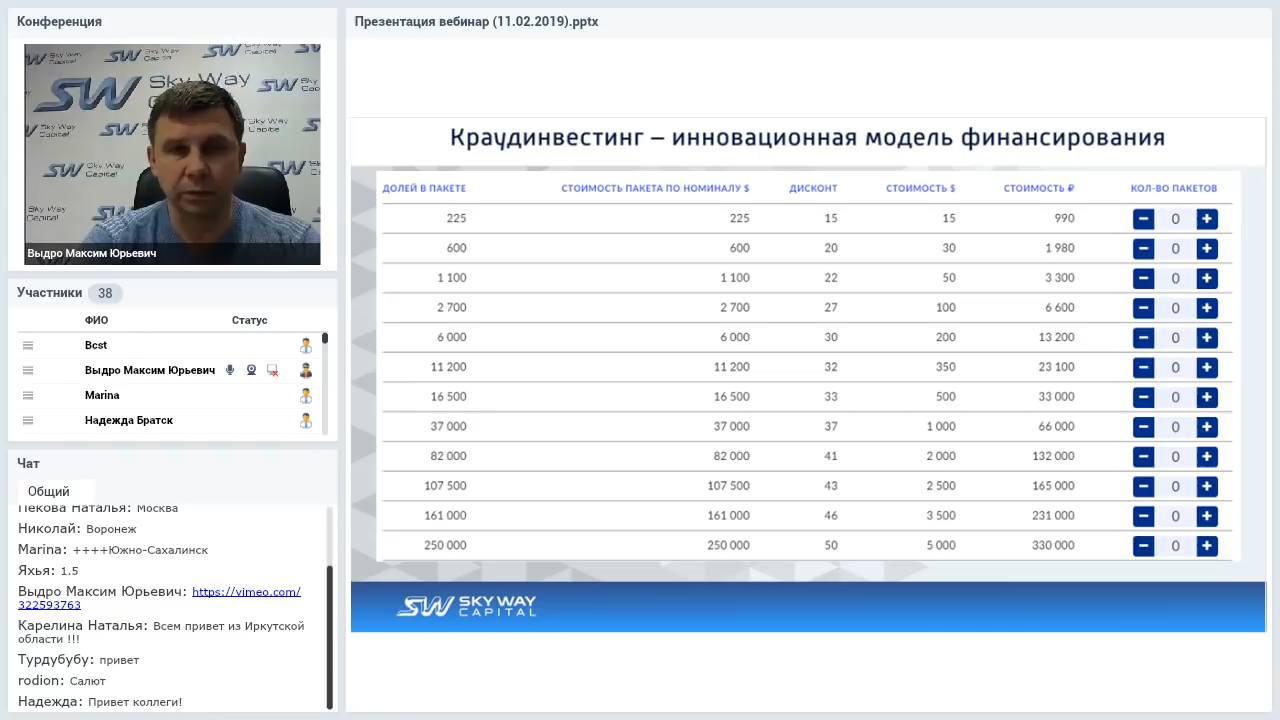 Конференция
Sky Way
Capital
SW
Sky Way
Capital
Выдро Максим Юрьевич
Участники 38
ФИО Статус
Bcst
Выдро Максим Юрьевич
Marina
Надежда Братск
Чат
Общий
Пекова Наталья: Москва
Николай: Воронеж
Marina: ++++Южно-Сахалинск
Яхья: 1.5
Выдро Максим Юрьевич: https://vimeo.com/
322593763
Карелина Наталья: Всем привет из Иркутской
области !!!
Турдубубу: привет
rodion: Салют
Надежда: Привет коллеги!
Презентация вебинар (11.02.2019).pptx
Краудинвестинг – инновационная модель финансирования
ДОЛЕЙ В ПАКЕТЕ СТОИМОСТЬ ПАКЕТА ПО НОМИНАЛУ $ ДИСКОНТ СТОИМОСТЬ $ СТОИМОСТЬ ₽ КОЛ-ВО ПАКЕТОВ
225 225 15 15 990 − 0 +
600 600 20 30 1 980 − 0 +
1 100 1 100 22 50 3 300 − 0 +
2 700 2 700 27 100 6 600 − 0 +
6 000 6 000 30 200 13 200 − 0 +
11 200 11 200 32 350 23 100 − 0 +
16 500 16 500 33 500 33 000 − 0 +
37 000 37 000 37 1 000 66 000 − 0 +
82 000 82 000 41 2 000 132 000 − 0 +
107 500 107 500 43 2 500 165 000 − 0 +
161 000 161 000 46 3 500 231 000 − 0 +
250 000 250 000 50 5 000 330 000 − 0 +
SW SKY WAY
CAPITAL